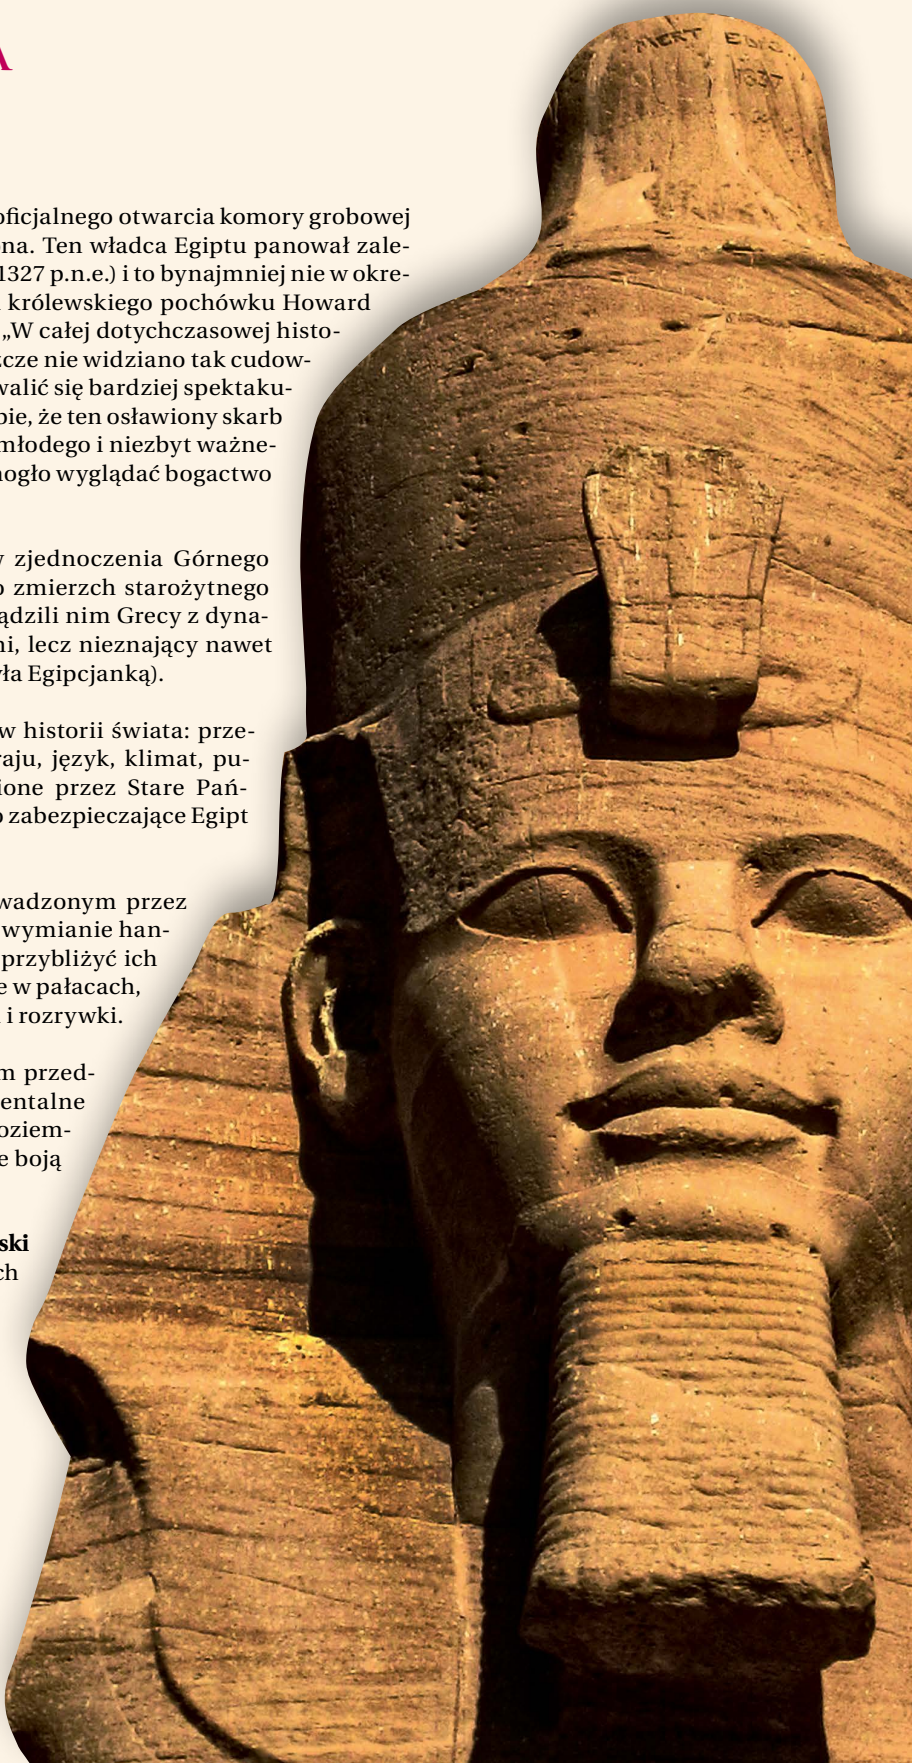 A
oficjalnego otwarcia komory grobowej
ona. Ten władca Egiptu panował zale-
1327 p.n.e.) i to bynajmniej nie w okre-
królewskiego pochówku Howard
„W całej dotychczasowej histo-
zcze nie widziano tak cudow-
walić się bardziej spektaku-
bie, że ten osławiony skarb
młodego i niezbyt ważne-
mogło wyglądać bogactwo
w zjednoczenia Górnego
o zmierzch starożytnego
ądzili nim Grecy z dyna-
ni, lecz nieznający nawet
yła Egipcjanką).
w historii świata: prze-
raju, język, klimat, pu-
ione przez Stare Pań-
o zabezpieczające Egipt
wadzonym przez
wymianie han-
przybliżyć ich
e w pałacach,
i i rozrywki.
m przed-
entalne
oziem-
e boją
ski
ch
1837